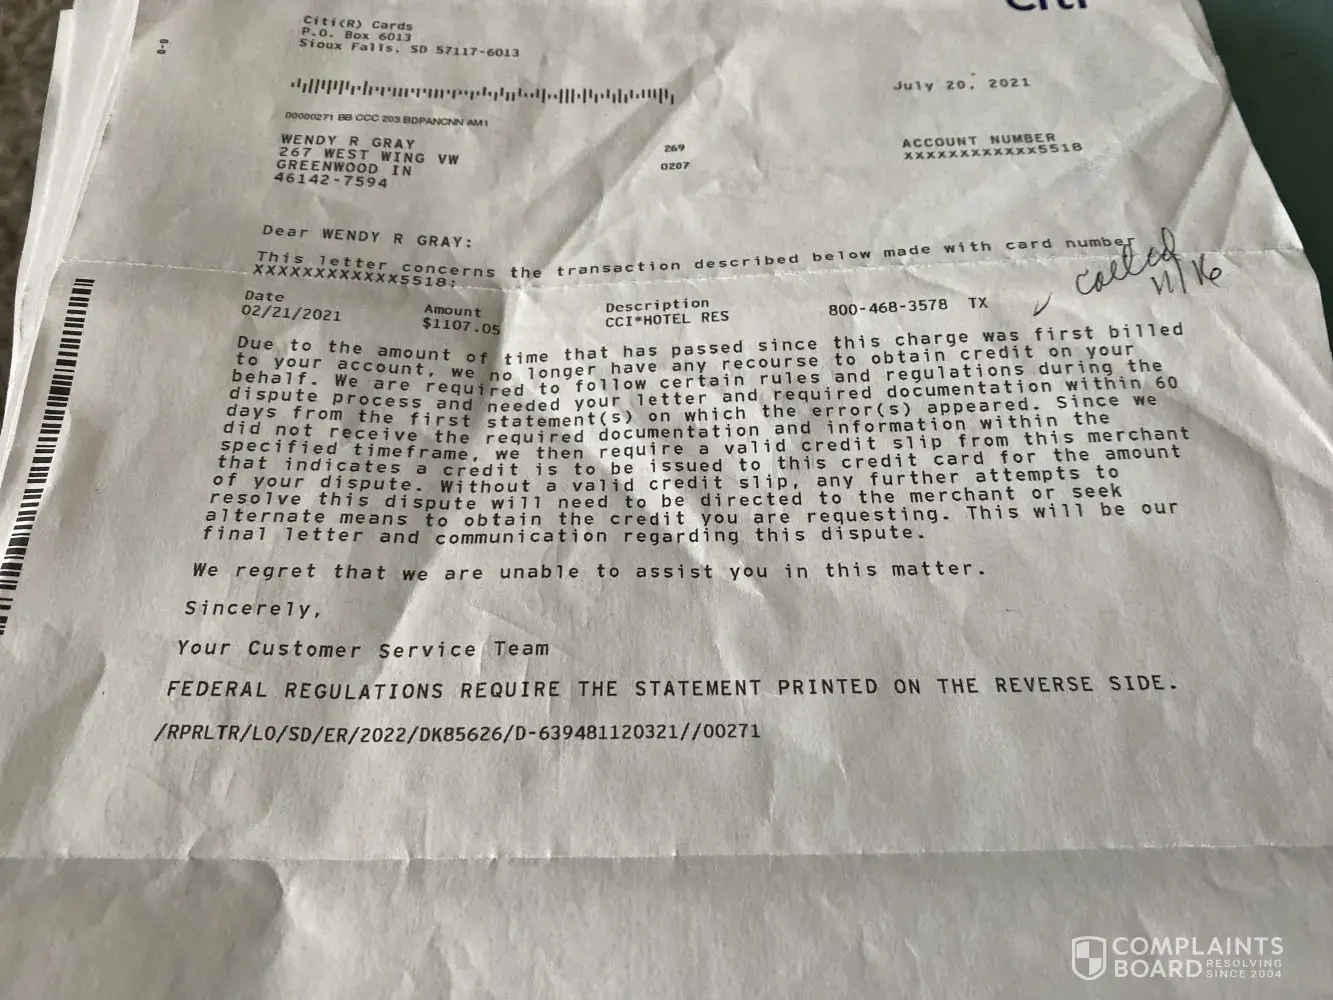 citi
Citi(R) Cards
P.O. Box 6013
Sioux Falls, SD 57117-6013
July 20, 2021
00000271 BB CCC 203 BDPANCNN AM1
WENDY R GRAY
267 WEST WING VW
GREENWOOD IN
46142-7594
269
0207
ACCOUNT NUMBER
XXXXXXXXXXXX5518
Dear WENDY R GRAY:
This letter concerns the transaction described below made with card number
XXXXXXXXXXXX5518:
called
11/16
Date Amount Description
02/21/2021 $1107.05 CCI*HOTEL RES 800-468-3578 TX
Due to the amount of time that has passed since this charge was first billed
to your account, we no longer have any recourse to obtain credit on your
behalf. We are required to follow certain rules and regulations during the
dispute process and needed your letter and required documentation within 60
days from the first statement(s) on which the error(s) appeared. Since we
did not receive the required documentation and information within the
specified timeframe, we then require a valid credit slip from this merchant
that indicates a credit is to be issued to this credit card for the amount
of your dispute. Without a valid credit slip, any further attempts to
resolve this dispute will need to be directed to the merchant or seek
alternate means to obtain the credit you are requesting. This will be our
final letter and communication regarding this dispute.
We regret that we are unable to assist you in this matter.
Sincerely,
Your Customer Service Team
FEDERAL REGULATIONS REQUIRE THE STATEMENT PRINTED ON THE REVERSE SIDE.
/RPRLTR/LO/SD/ER/2022/DK85626/D-639481120321//00271
COMPLAINTS
BOARD RESOLVING
SINCE 2004